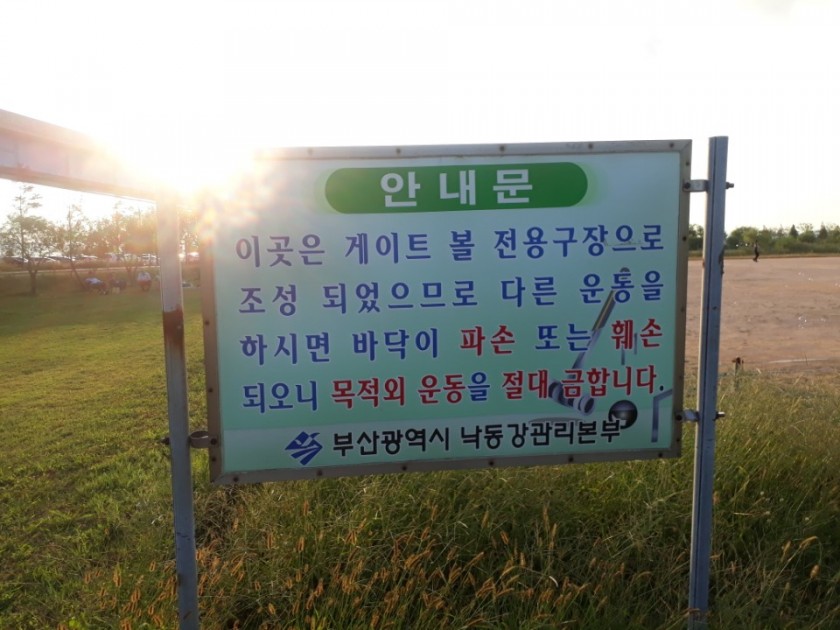 안내문
이곳은 게이트 볼 전용구장으로
조성 되었으므로 다른 운동을
하시면 바닥이 파손 또는 훼손
되오니 목적외 운동을 절대 금합니다.
부산광역시 낙동강관리본부